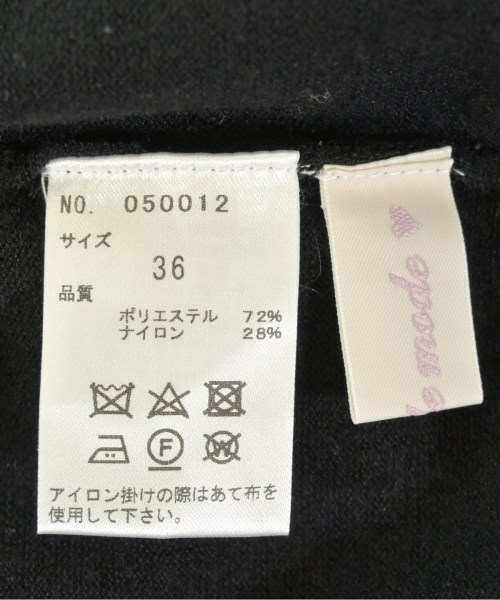 NO. 050012
サイズ
36
品質
ポリエステル 72%
ナイロン 28%
F
W
アイロン掛けの際はあて布を
使用して下さい。
de mode